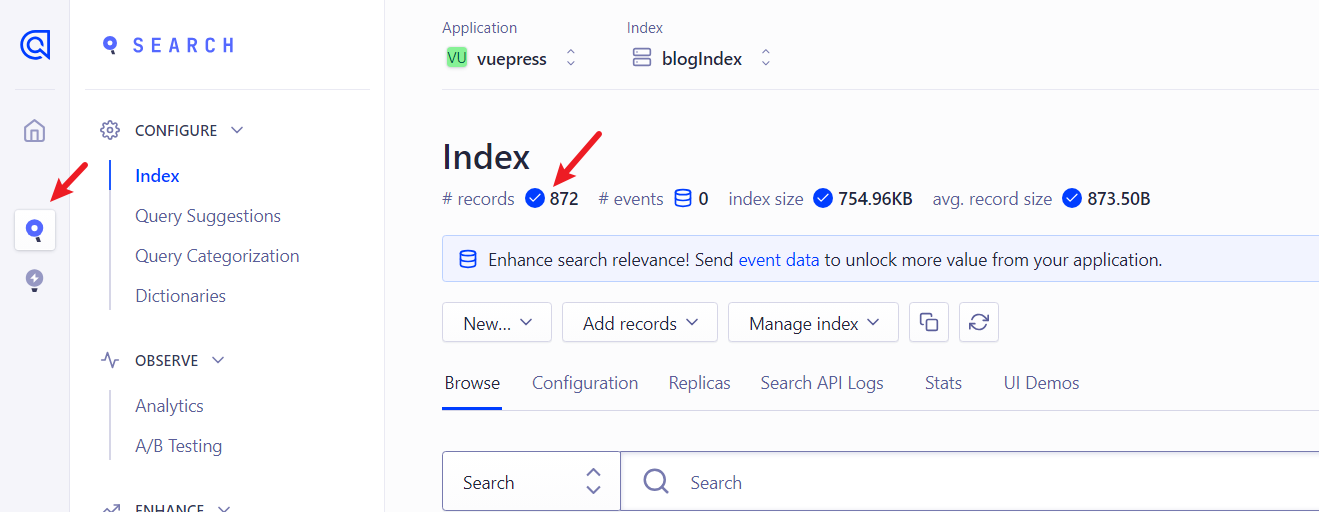 SEARCH
Application
Index
VU vuepress
blogIndex
CONFIGURE
Index
Query Suggestions
Query Categorization
Dictionaries
OBSERVE
Analytics
A/B Testing
ENHANCE
Index
# records 872 # events 0 index size 754.96KB avg. record size 873.50B
Enhance search relevance! Send event data to unlock more value from your application.
New... Add records Manage index
Browse Configuration Replicas Search API Logs Stats UI Demos
Search Search